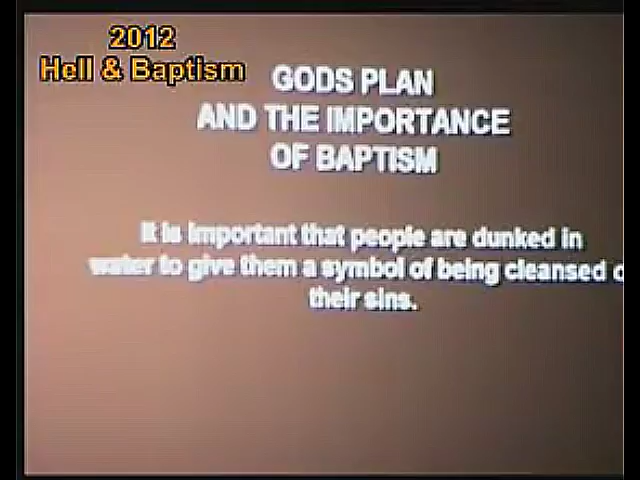 2012
Hell & Baptism
GODS PLAN
AND THE IMPORTANCE
OF BAPTISM
It is important that people are dunked in
water to give them a symbol of being cleansed o
their sins.